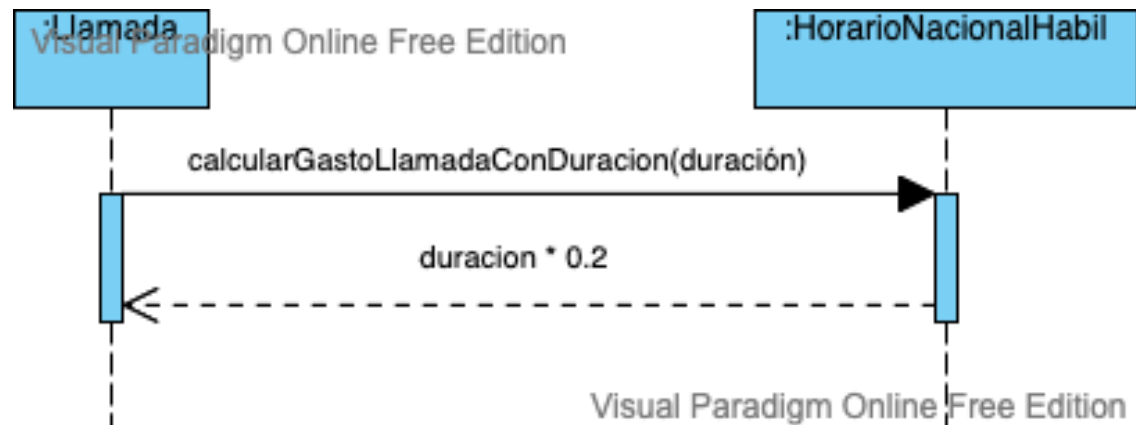 :Llamada
:HorarioNacionalHabil
Visual Paradigm Online Free Edition
calcularGastoLlamadaConDuracion(duración)
duracion * 0.2
Visual Paradigm Online Free Edition